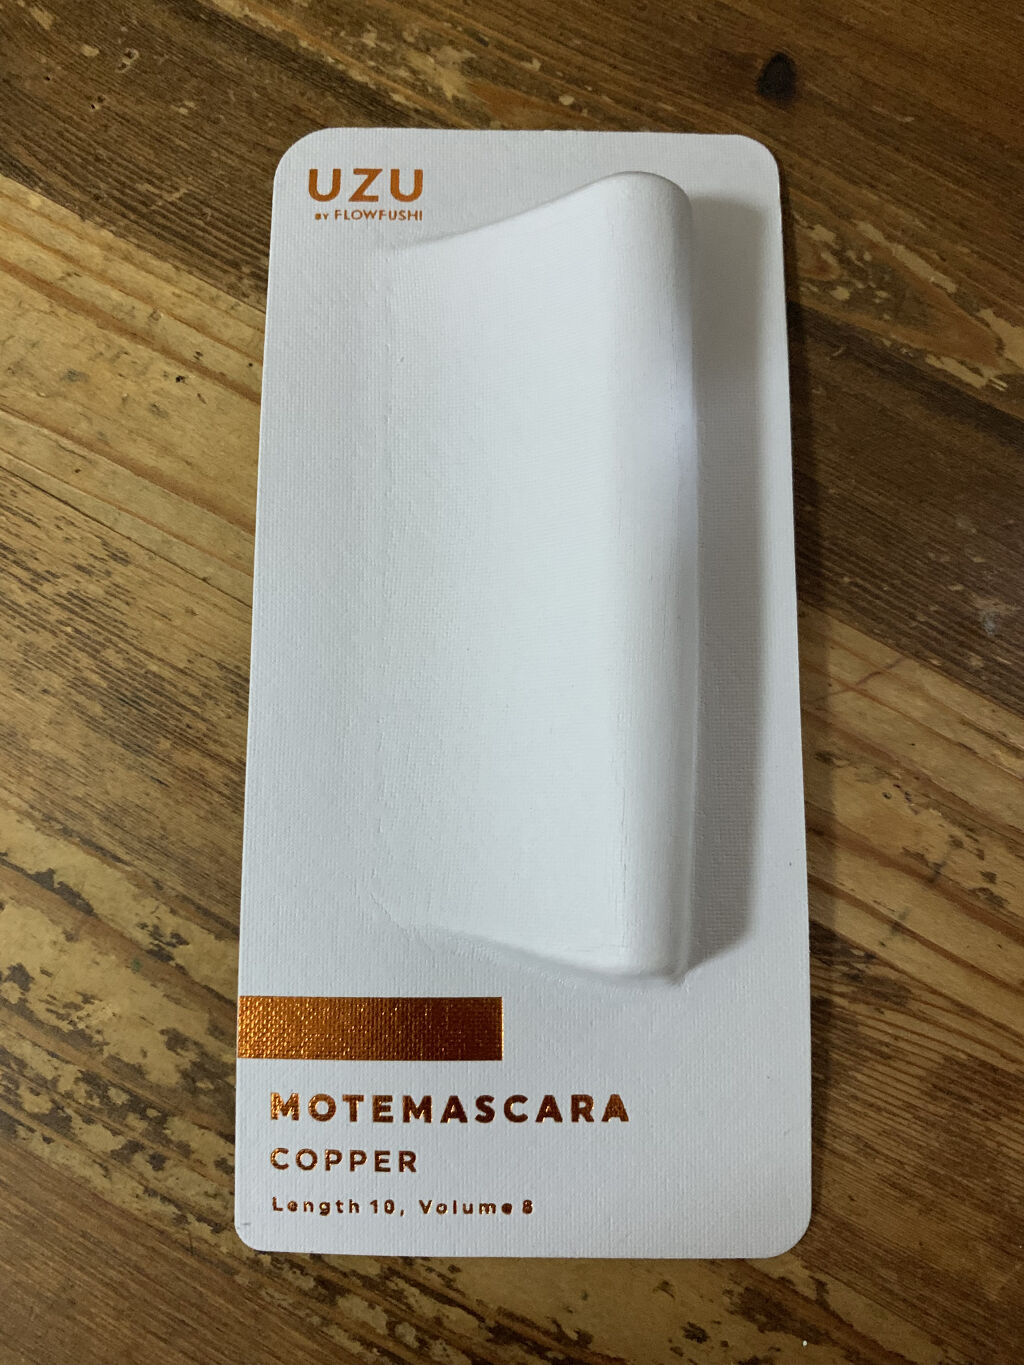 UZU
BY FLOWFUSHI
MOTEMASCARA
COPPER
Length 10, Volume 8